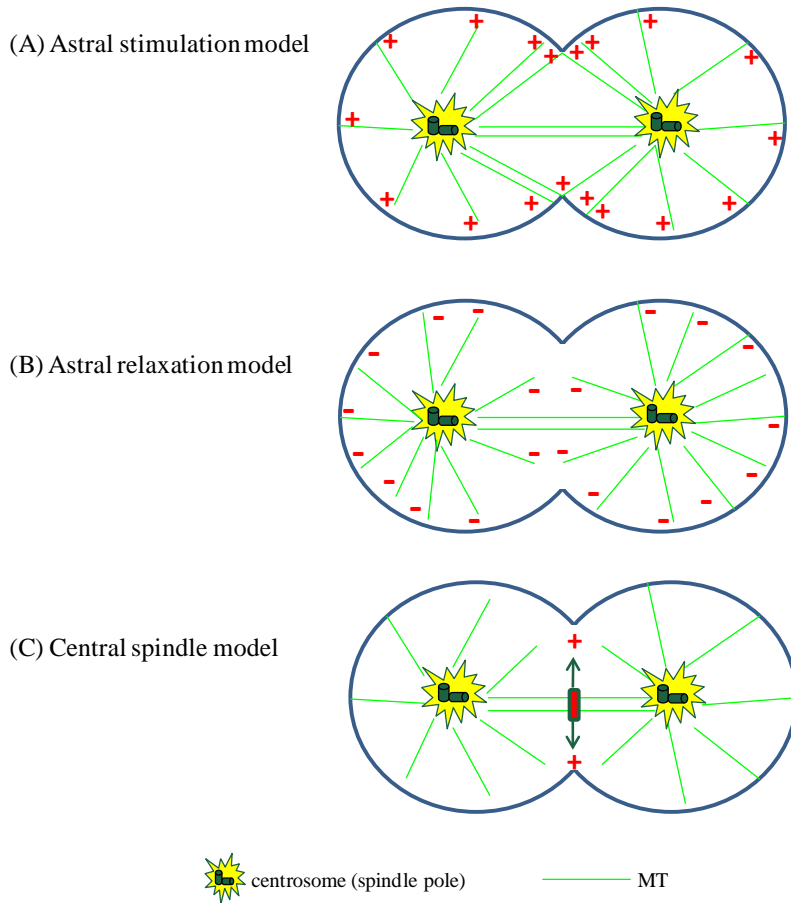 (A) Astral stimulation model
(B) Astral relaxation model
(C) Central spindle model
centrosome (spindle pole) MT